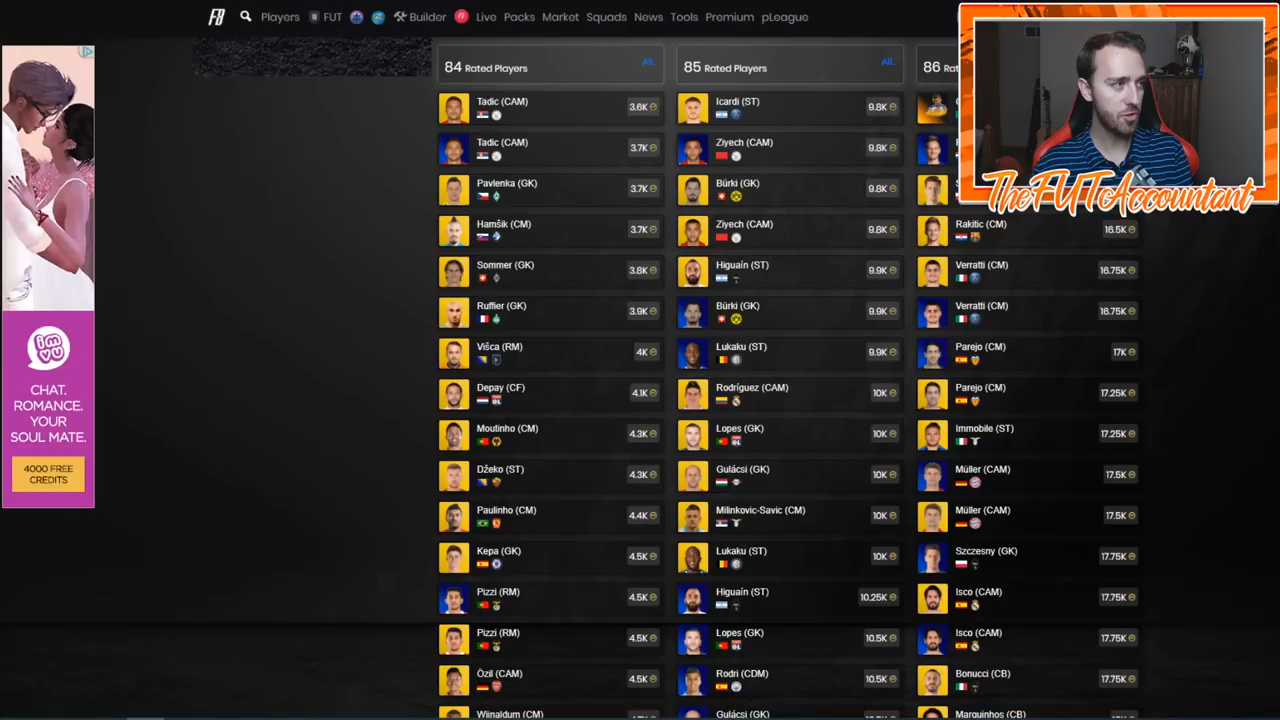 FB Players FUT Builder Live Packs Market Squads News Tools Premium pLeague
TheFUTAccountant
imvu
CHAT.
ROMANCE.
YOUR
SOUL MATE.
4000 FREE
CREDITS
84 Rated Players All..
Tadic (CAM) 3.6K
Tadic (CAM) 3.7K
Pavlenka (GK) 3.7K
Hamšik (CM) 3.7K
Sommer (GK) 3.8K
Ruffier (GK) 3.9K
Višca (RM) 4K
Depay (CF) 4.1K
Moutinho (CM) 4.3K
Džeko (ST) 4.3K
Paulinho (CM) 4.4K
Kepa (GK) 4.5K
Pizzi (RM) 4.5K
Pizzi (RM) 4.5K
Özil (CAM) 4.5K
Wijnaldum (CM)
85 Rated Players All..
Icardi (ST) 9.8K
Ziyech (CAM) 9.8K
Bürki (GK) 9.8K
Ziyech (CAM) 9.8K
Higuaín (ST) 9.9K
Bürki (GK) 9.9K
Lukaku (ST) 9.9K
Rodríguez (CAM) 10K
Lopes (GK) 10K
Gulácsi (GK) 10K
Milinkovic-Savic (CM) 10K
Lukaku (ST) 10K
Higuaín (ST) 10.25K
Lopes (GK) 10.5K
Rodri (CDM) 10.5K
Gulácsi (GK)
86 Rat
Rakitic (CM) 16.5K
Verratti (CM) 16.75K
Verratti (CM) 16.75K
Parejo (CM) 17K
Parejo (CM) 17.25K
Immobile (ST) 17.25K
Müller (CAM) 17.5K
Müller (CAM) 17.5K
Szczesny (GK) 17.75K
Isco (CAM) 17.75K
Isco (CAM) 17.75K
Bonucci (CB) 17.75K
Marquinhos (CB)